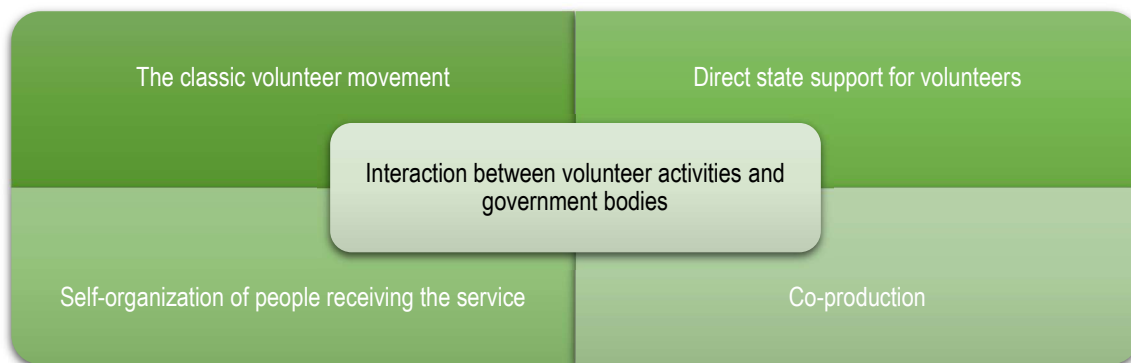 The classic volunteer movement
Direct state support for volunteers
Interaction between volunteer activities and
government bodies
Self-organization of people receiving the service
Co-production